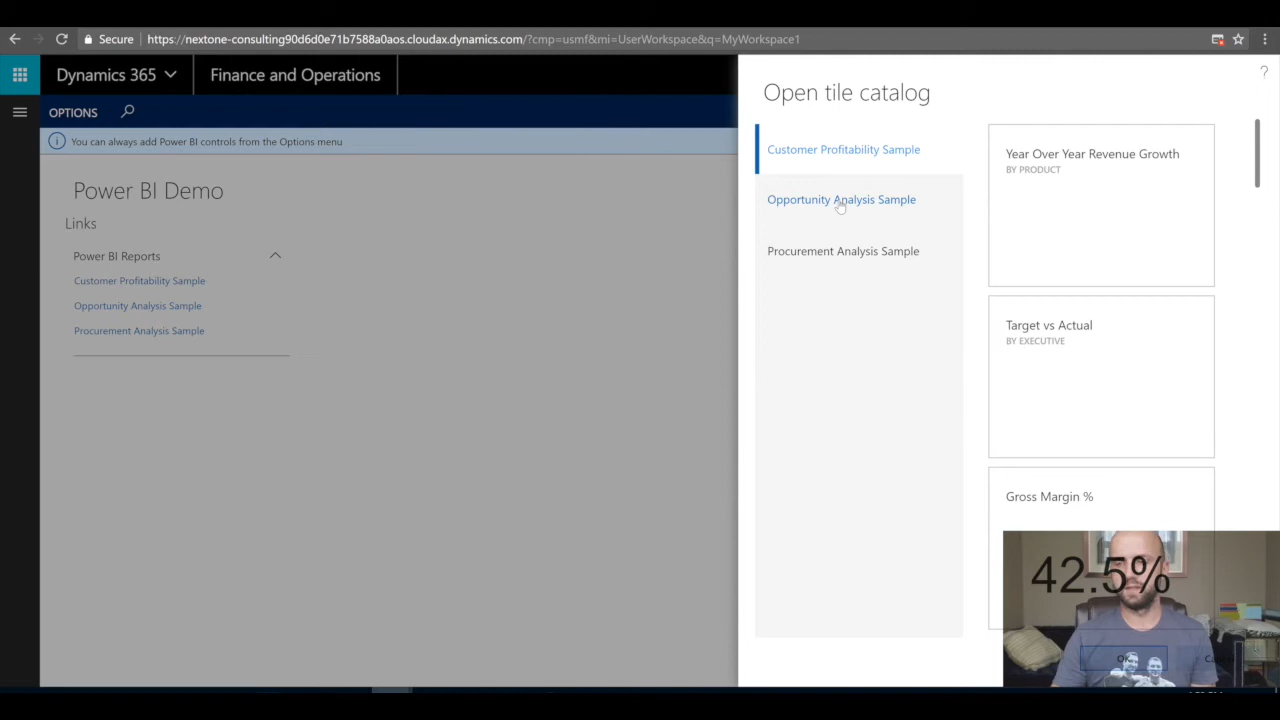 Secure
https://nextone-consulting90d6d0e71b7588a0aos.cloudax.dynamics.com/?cmp=usmf&mi=UserWorkspace&q=MyWorkspace1
Dynamics 365
Finance and Operations
OPTIONS
You can always add Power BI controls from the Options menu
Power BI Demo
Links
Power BI Reports
Customer Profitability Sample
Opportunity Analysis Sample
Procurement Analysis Sample
?
Open tile catalog
Customer Profitability Sample
Opportunity Analysis Sample
Procurement Analysis Sample
Year Over Year Revenue Growth
BY PRODUCT
Target vs Actual
BY EXECUTIVE
Gross Margin %
42.5%